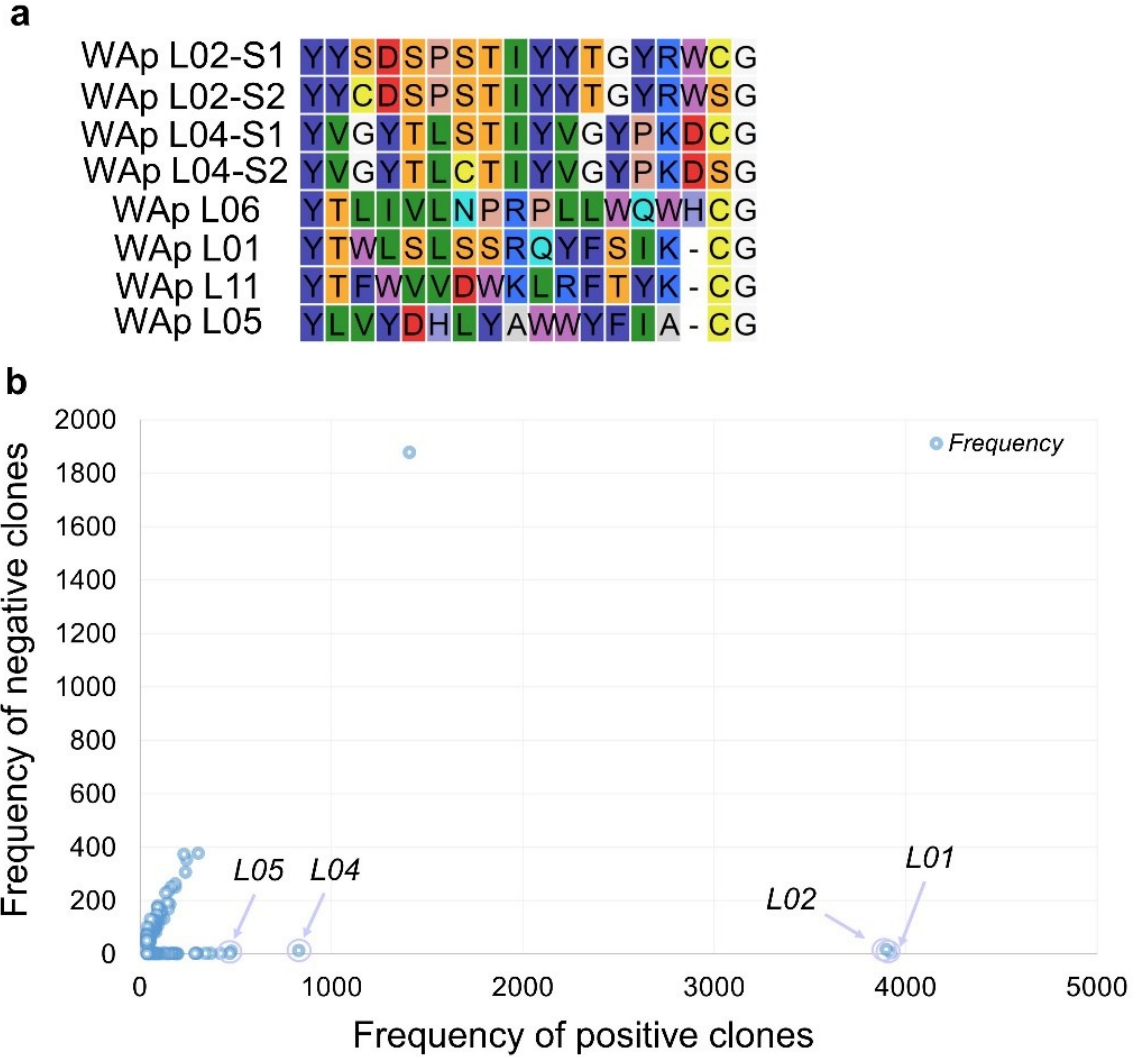 a
WAp L02-S1 YYSDSPSTIYYTGYRWCG
WAp L02-S2 YYCDSPSTIYYTGYRWSG
WAp L04-S1 YVGYTLSTIYVGYPKDCG
WAp L04-S2 YVGYTLCTIYVGYPKDSG
WAp L06 YTLIVLNPRPLLWQWHCG
WAp L01 YTWLSLSSRQYFSIK-CG
WAp L11 YTFWVVDWKLRFTYK-CG
WAp L05 YLVYDHLYAWWYFIA-CG
b
Frequency of negative clones
2000
1800
1600
1400
1200
1000
800
600
400
200
0
Frequency
L05
L04
L02
L01
0 1000 2000 3000 4000 5000
Frequency of positive clones